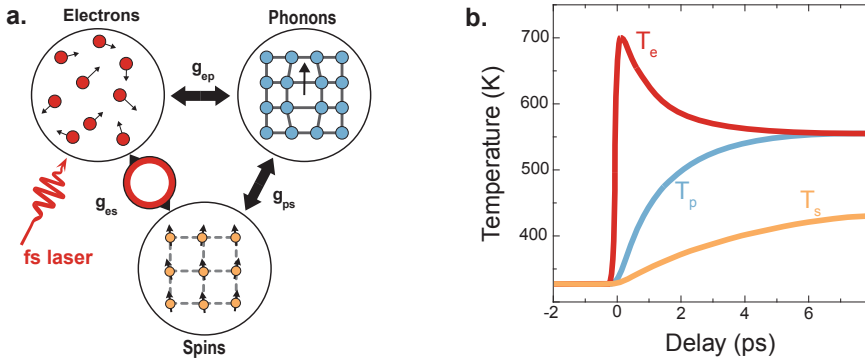 a.
Electrons
Phonons
g_ep
g_es
g_ps
fs laser
Spins
b.
Temperature (K)
700
600
500
400
T_e
T_p
T_s
-2
0
2
4
6
Delay (ps)